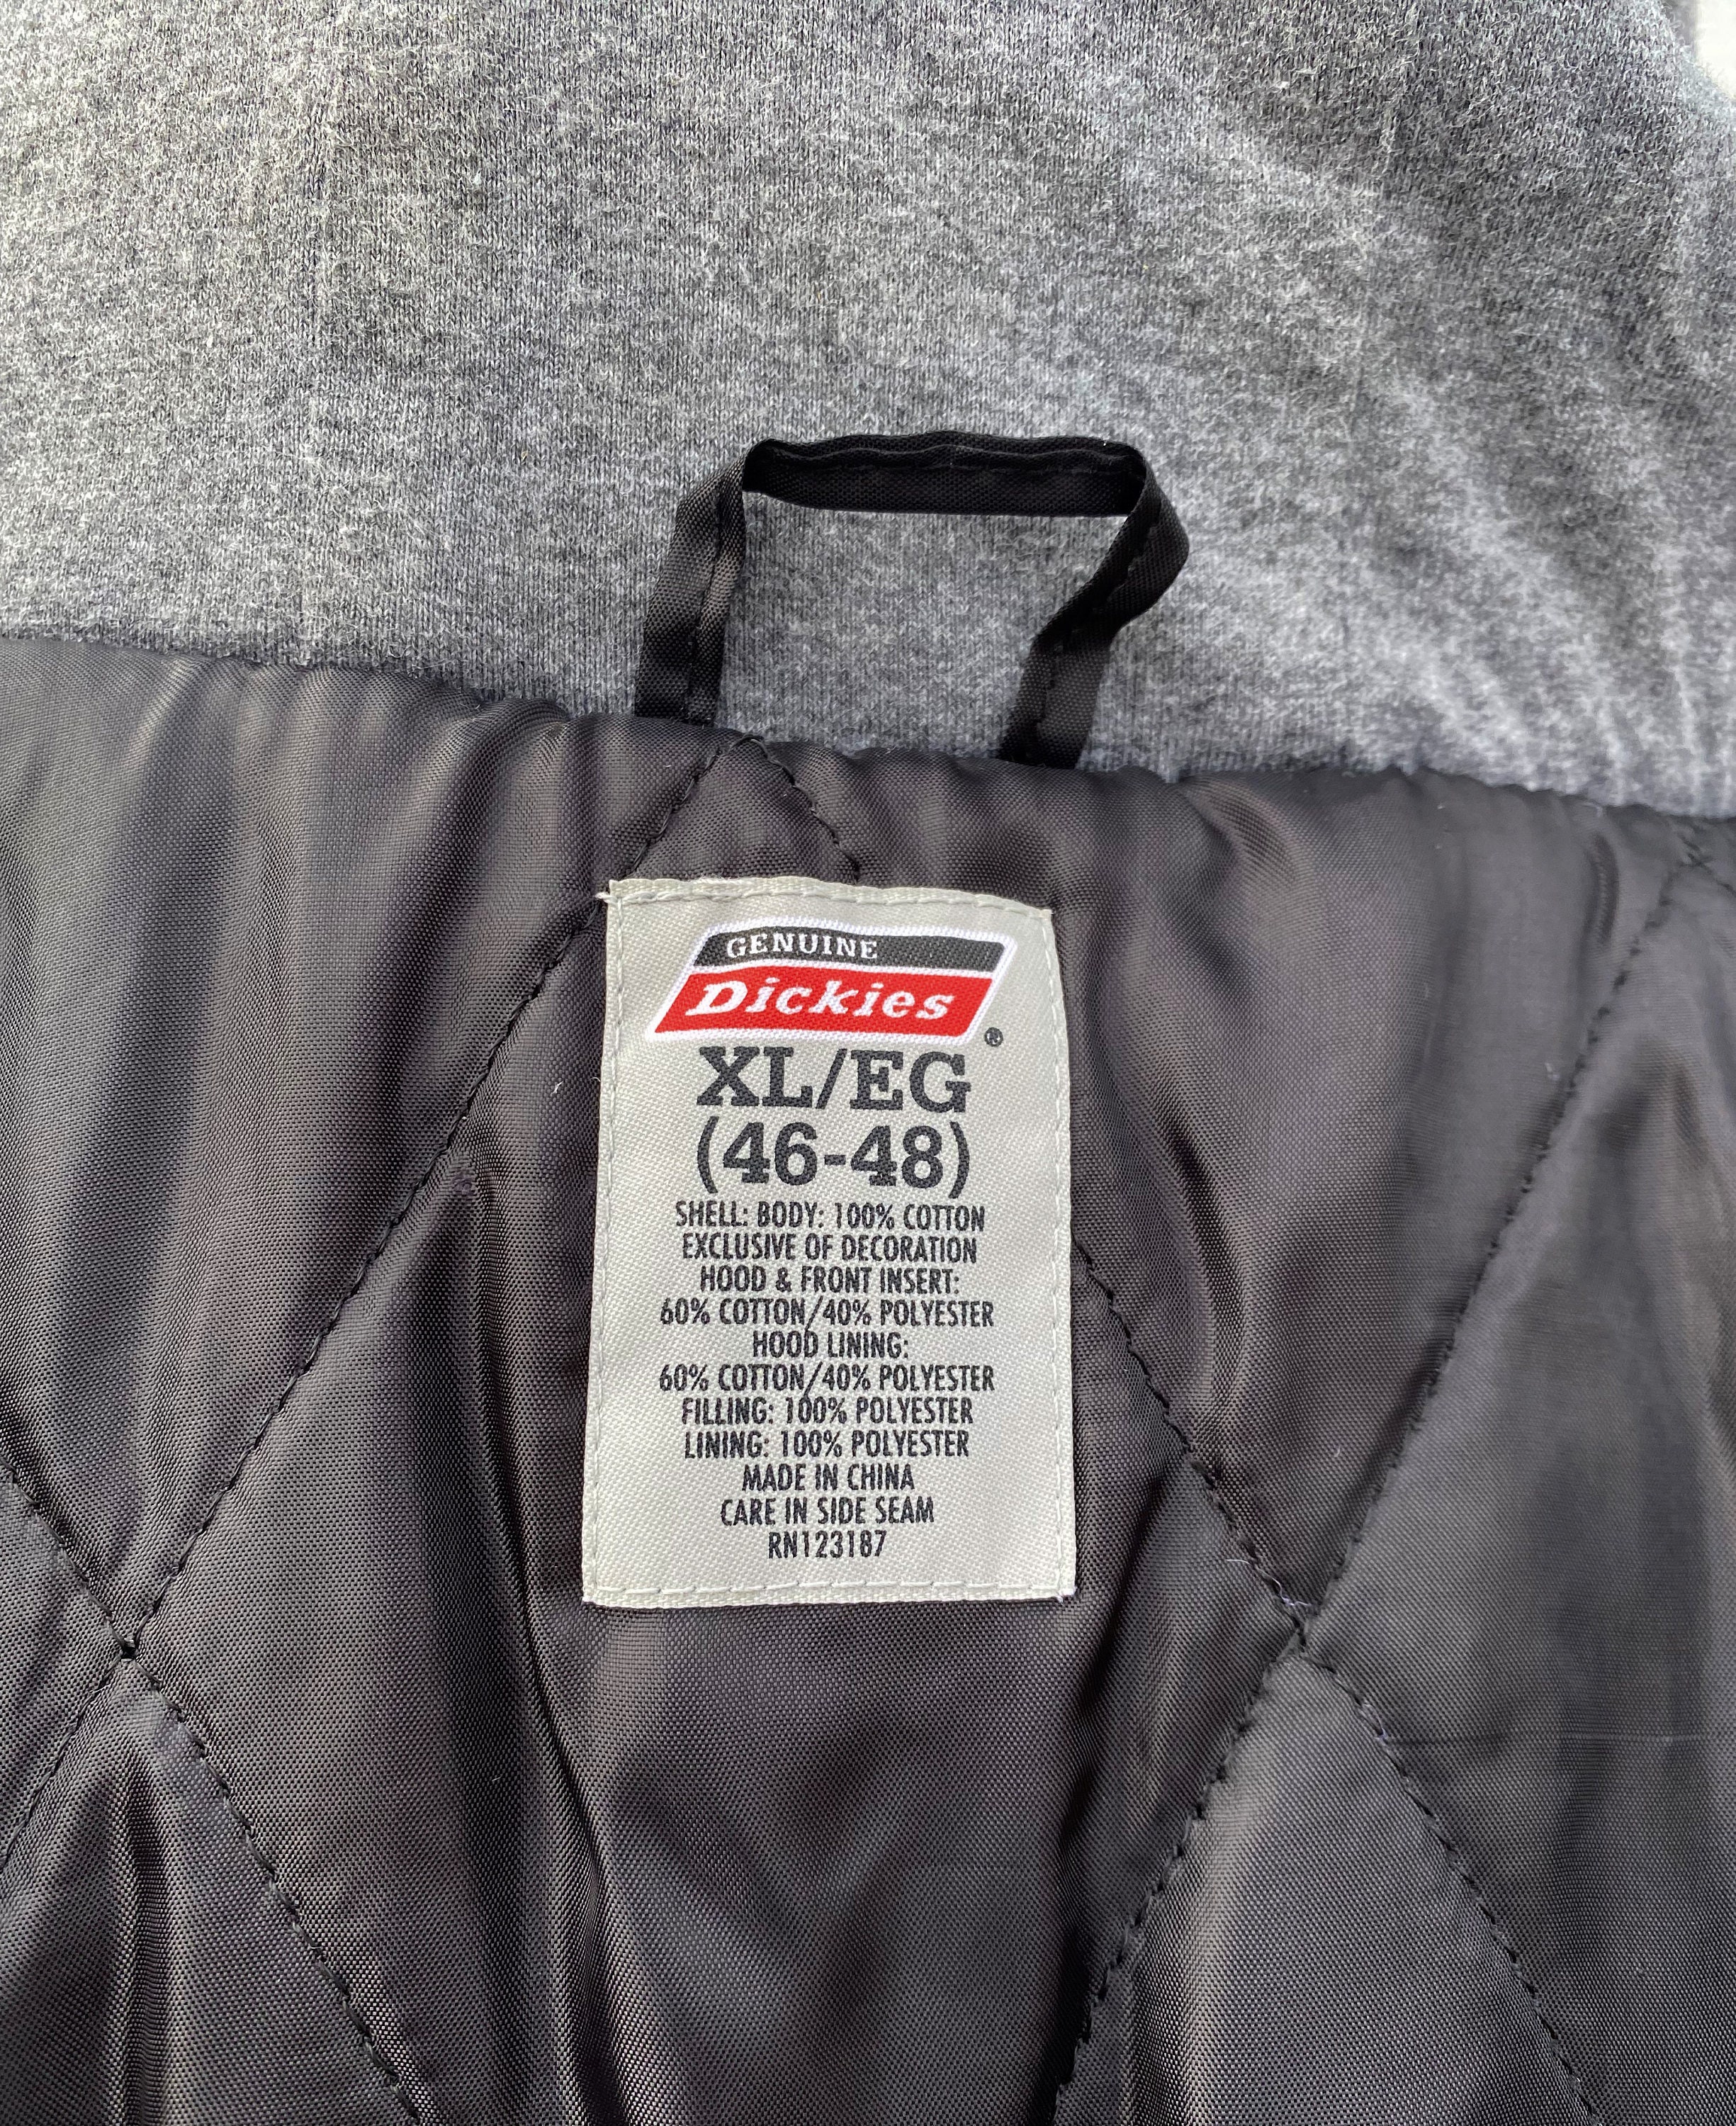 GENUINE
Dickies
®
XL/EG
(46-48)
SHELL: BODY: 100% COTTON
EXCLUSIVE OF DECORATION
HOOD & FRONT INSERT:
60% COTTON/40% POLYESTER
HOOD LINING:
60% COTTON/40% POLYESTER
FILLING: 100% POLYESTER
LINING: 100% POLYESTER
MADE IN CHINA
CARE IN SIDE SEAM
RN123187